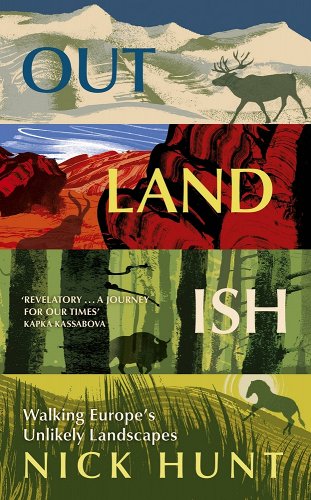 OUT
LAND
ISH
‘REVELATORY . . . A JOURNEY
FOR OUR TIMES’
KAPKA KASSABOVA
Walking Europe’s
Unlikely Landscapes
NICK HUNT